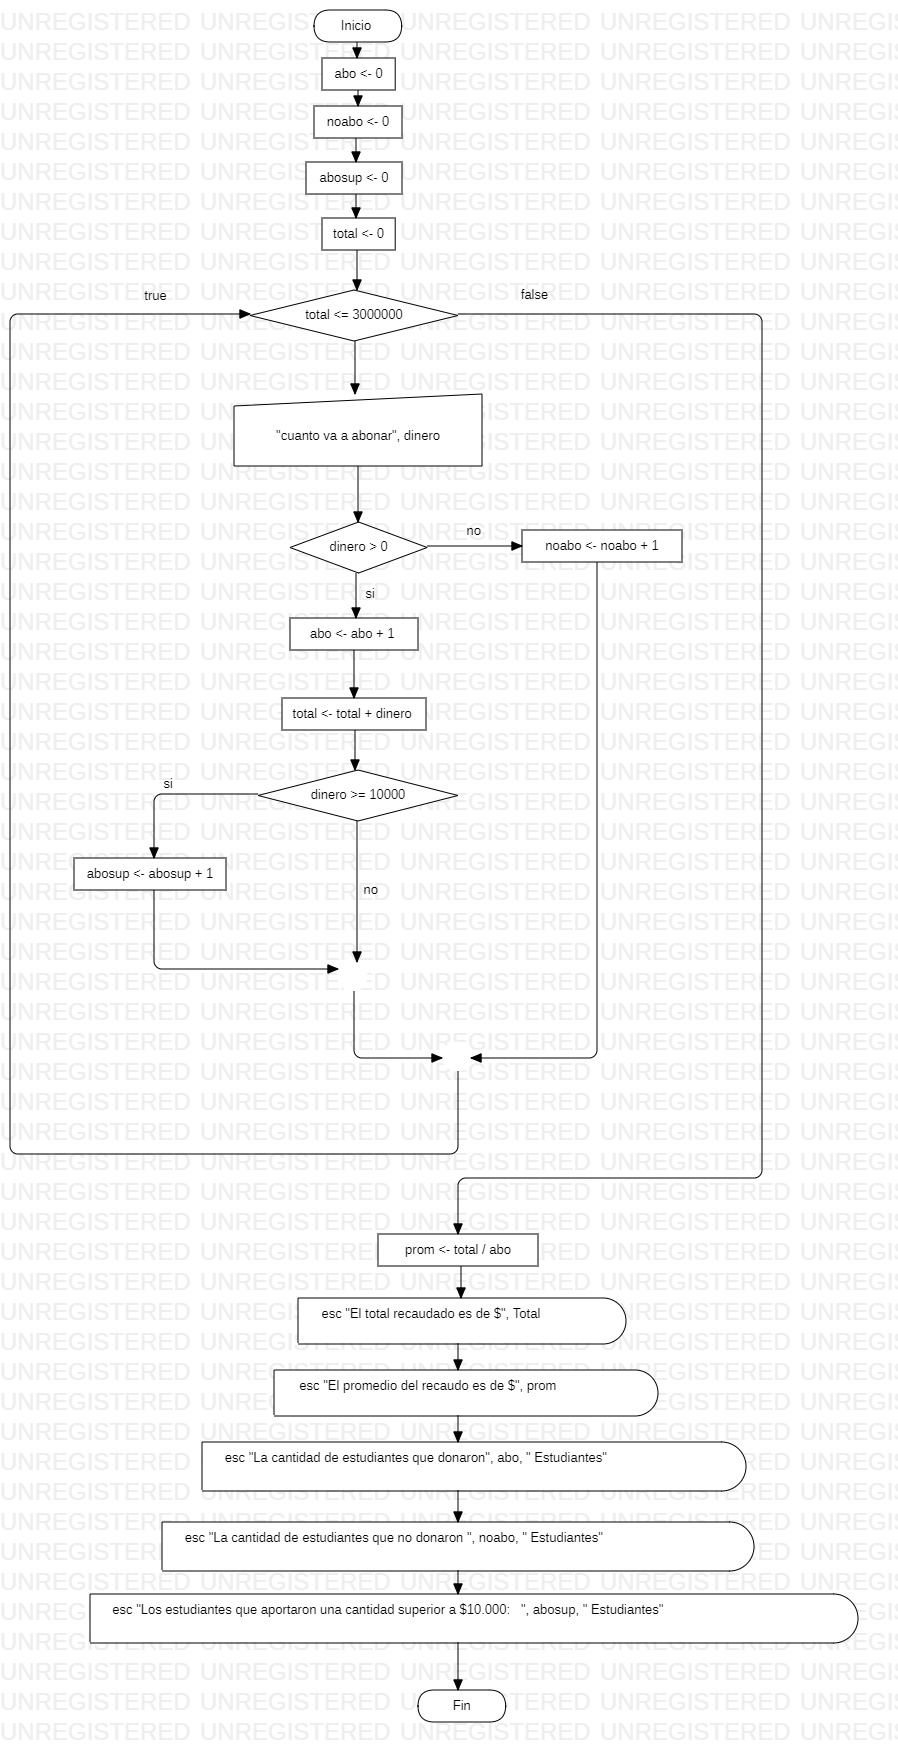 Inicio
abo <- 0
noabo <- 0
abosup <- 0
total <- 0
true
false
total <= 3000000
"cuanto va a abonar", dinero
no
dinero > 0
noabo <- noabo + 1
si
abo <- abo + 1
total <- total + dinero
si
dinero >= 10000
abosup <- abosup + 1
no
prom <- total / abo
esc "El total recaudado es de $", Total
esc "El promedio del recaudo es de $", prom
esc "La cantidad de estudiantes que donaron", abo, " Estudiantes"
esc "La cantidad de estudiantes que no donaron ", noabo, " Estudiantes"
esc "Los estudiantes que aportaron una cantidad superior a $10.000:   ", abosup, " Estudiantes"
Fin
UNREGISTERED